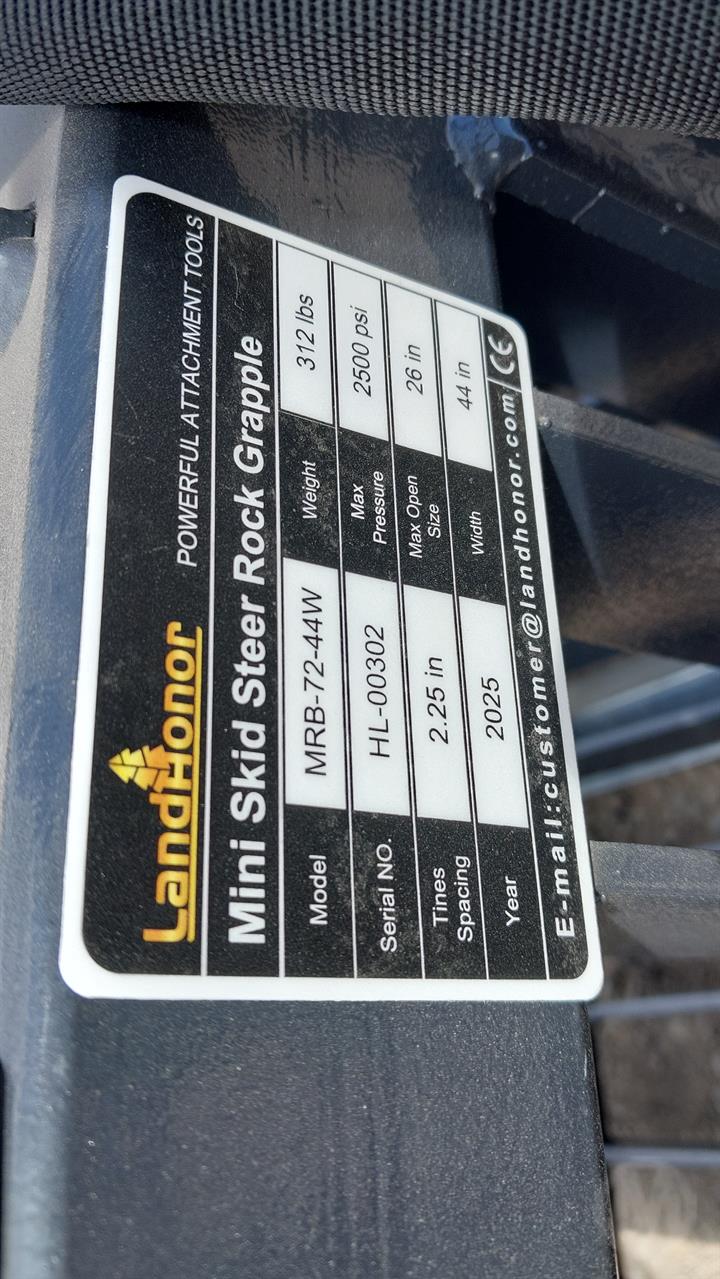 LandHonor POWERFUL ATTACHMENT TOOLS
Mini Skid Steer Rock Grapple
Model MRB-72-44W Weight 312 lbs
Serial NO. HL-00302 Max Pressure 2500 psi
Tines Spacing 2.25 in Max Open Size 26 in
Year 2025 Width 44 in
E-mail:customer@landhonor.com CE